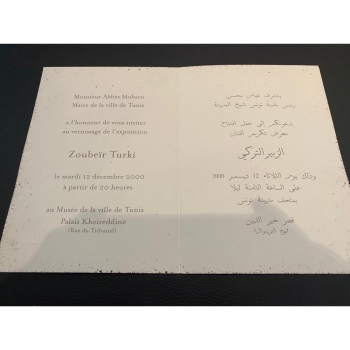 Monsieur Abbès Mohsen
Maire de la ville de Tunis
a l'honneur de vous inviter
au vernissage de l'exposition
Zoubeïr Turki
le mardi 12 décembre 2000
à partir de 20 heures
au Musée de la ville de Tunis
Palais Kheireddine
(Rue du Tribunal)
يتشرف عباس محسن
رئيس بلدية تونس شيخ المدينة
بدعوتكم إلى حفل افتتاح
معرض تكريم الفنان
الزبير التركي
وذلك يوم الثلاثاء 12 ديسمبر 2000
على الساعة الثامنة ليلا
بمتحف مدينة تونس
قصر خير الدين